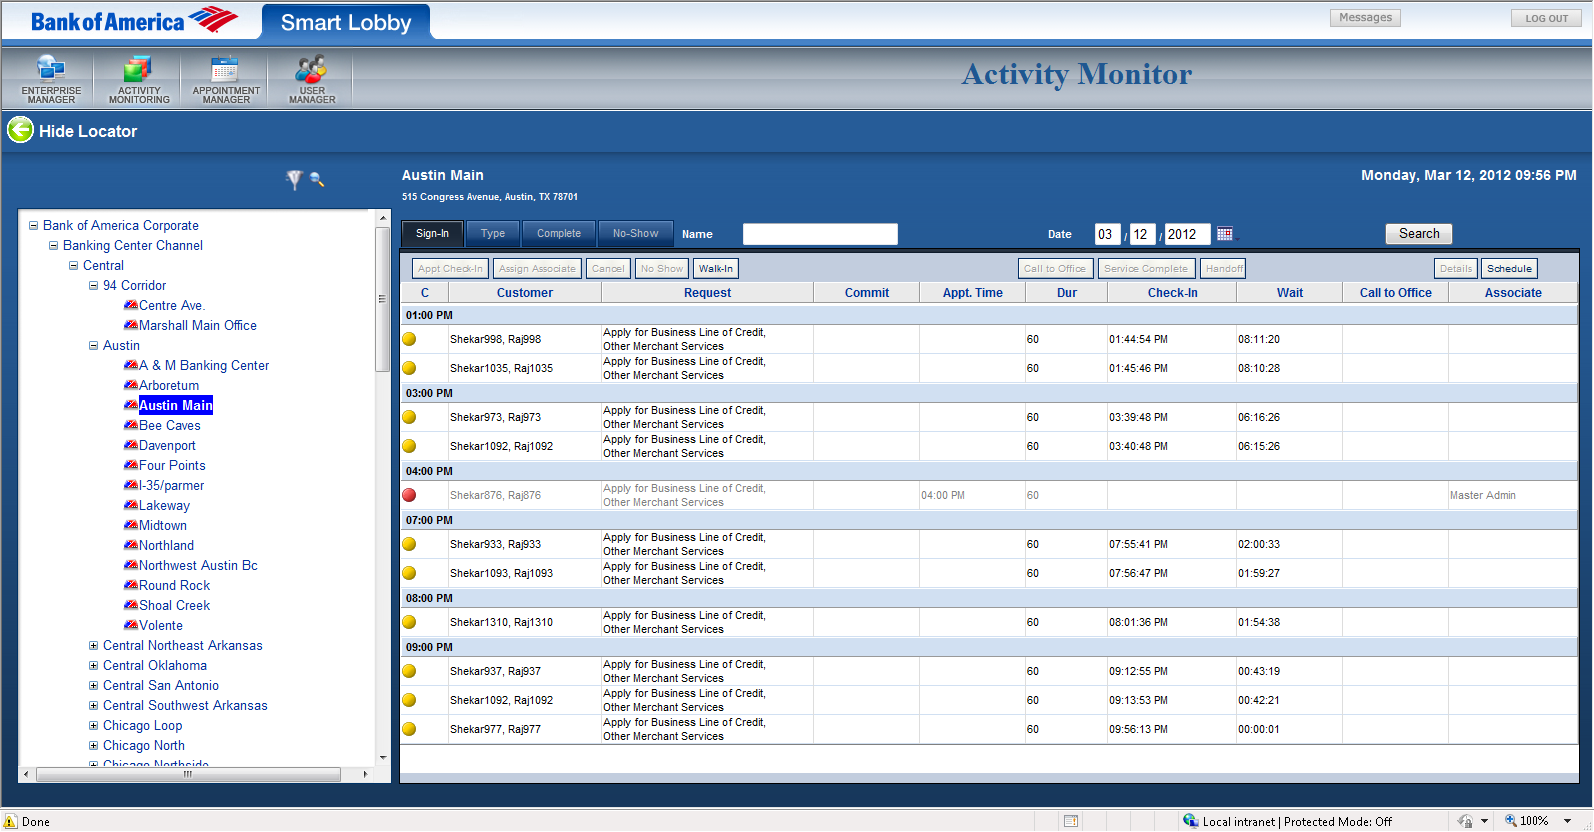 Bank of America
Smart Lobby
Messages
LOG OUT
ENTERPRISE MANAGER
ACTIVITY MONITORING
APPOINTMENT MANAGER
USER MANAGER
Activity Monitor
Hide Locator
Austin Main
Monday, Mar 12, 2012 09:56 PM
515 Congress Avenue, Austin, TX 78701
Bank of America Corporate
Banking Center Channel
Central
94 Corridor
Centre Ave.
Marshall Main Office
Austin
A & M Banking Center
Arboretum
Austin Main
Bee Caves
Davenport
Four Points
I-35/parmer
Lakeway
Midtown
Northland
Northwest Austin Bc
Round Rock
Shoal Creek
Volente
Central Northeast Arkansas
Central Oklahoma
Central San Antonio
Central Southwest Arkansas
Chicago Loop
Chicago North
Chicago Northside
Sign-In Type Complete No-Show Name Date 03 / 12 / 2012 Search
Appt Check-In Assign Associate Cancel No Show Walk-In Call to Office Service Complete Handoff Details Schedule
C Customer Request Commit Appt. Time Dur Check-In Wait Call to Office Associate
01:00 PM
Shekar998, Raj998 Apply for Business Line of Credit, Other Merchant Services 60 01:44:54 PM 08:11:20
Shekar1035, Raj1035 Apply for Business Line of Credit, Other Merchant Services 60 01:45:46 PM 08:10:28
03:00 PM
Shekar973, Raj973 Apply for Business Line of Credit, Other Merchant Services 60 03:39:48 PM 06:16:26
Shekar1092, Raj1092 Apply for Business Line of Credit, Other Merchant Services 60 03:40:48 PM 06:15:26
04:00 PM
Shekar876, Raj876 Apply for Business Line of Credit, Other Merchant Services 04:00 PM 60 Master Admin
07:00 PM
Shekar933, Raj933 Apply for Business Line of Credit, Other Merchant Services 60 07:55:41 PM 02:00:33
Shekar1093, Raj1093 Apply for Business Line of Credit, Other Merchant Services 60 07:56:47 PM 01:59:27
08:00 PM
Shekar1310, Raj1310 Apply for Business Line of Credit, Other Merchant Services 60 08:01:36 PM 01:54:38
09:00 PM
Shekar937, Raj937 Apply for Business Line of Credit, Other Merchant Services 60 09:12:55 PM 00:43:19
Shekar1092, Raj1092 Apply for Business Line of Credit, Other Merchant Services 60 09:13:53 PM 00:42:21
Shekar977, Raj977 Apply for Business Line of Credit, Other Merchant Services 60 09:56:13 PM 00:00:01
Done
Local intranet | Protected Mode: Off
100%